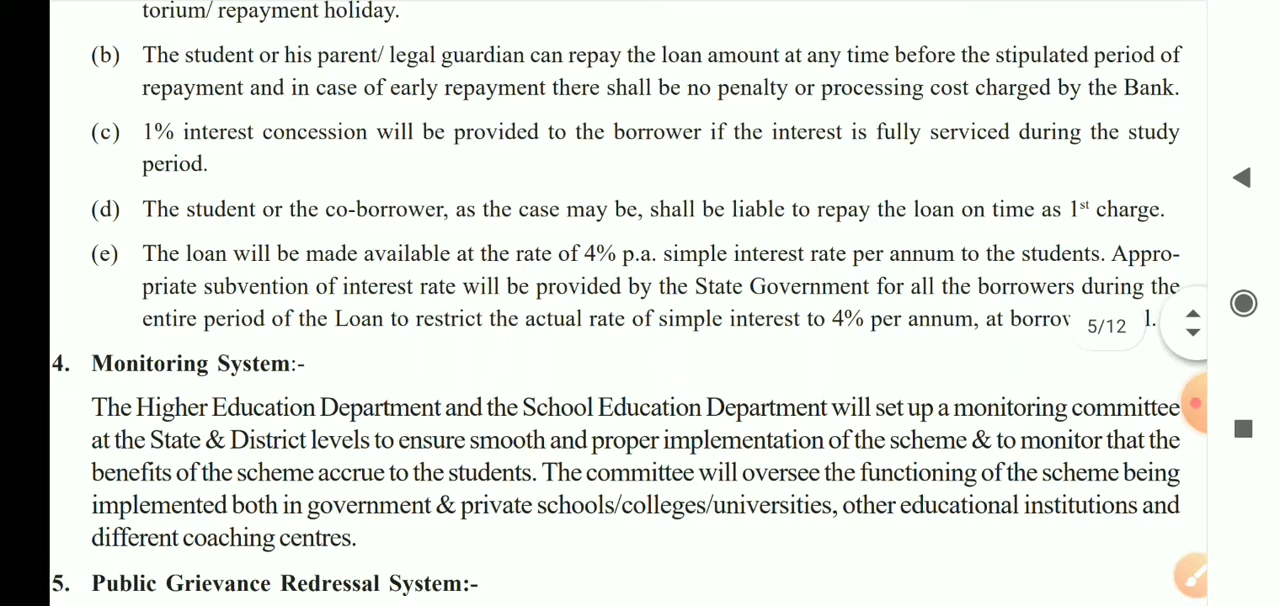 torium/ repayment holiday.
(b) The student or his parent/ legal guardian can repay the loan amount at any time before the stipulated period of
repayment and in case of early repayment there shall be no penalty or processing cost charged by the Bank.
(c) 1% interest concession will be provided to the borrower if the interest is fully serviced during the study
period.
(d) The student or the co-borrower, as the case may be, shall be liable to repay the loan on time as 1st charge.
(e) The loan will be made available at the rate of 4% p.a. simple interest rate per annum to the students. Appro-
priate subvention of interest rate will be provided by the State Government for all the borrowers during the
entire period of the Loan to restrict the actual rate of simple interest to 4% per annum, at
5/12
4. Monitoring System:-
The Higher Education Department and the School Education Department will set up a monitoring committee
at the State & District levels to ensure smooth and proper implementation of the scheme & to monitor that the
benefits of the scheme accrue to the students. The committee will oversee the functioning of the scheme being
implemented both in government & private schools/colleges/universities, other educational institutions and
different coaching centres.
5. Public Grievance Redressal System:-